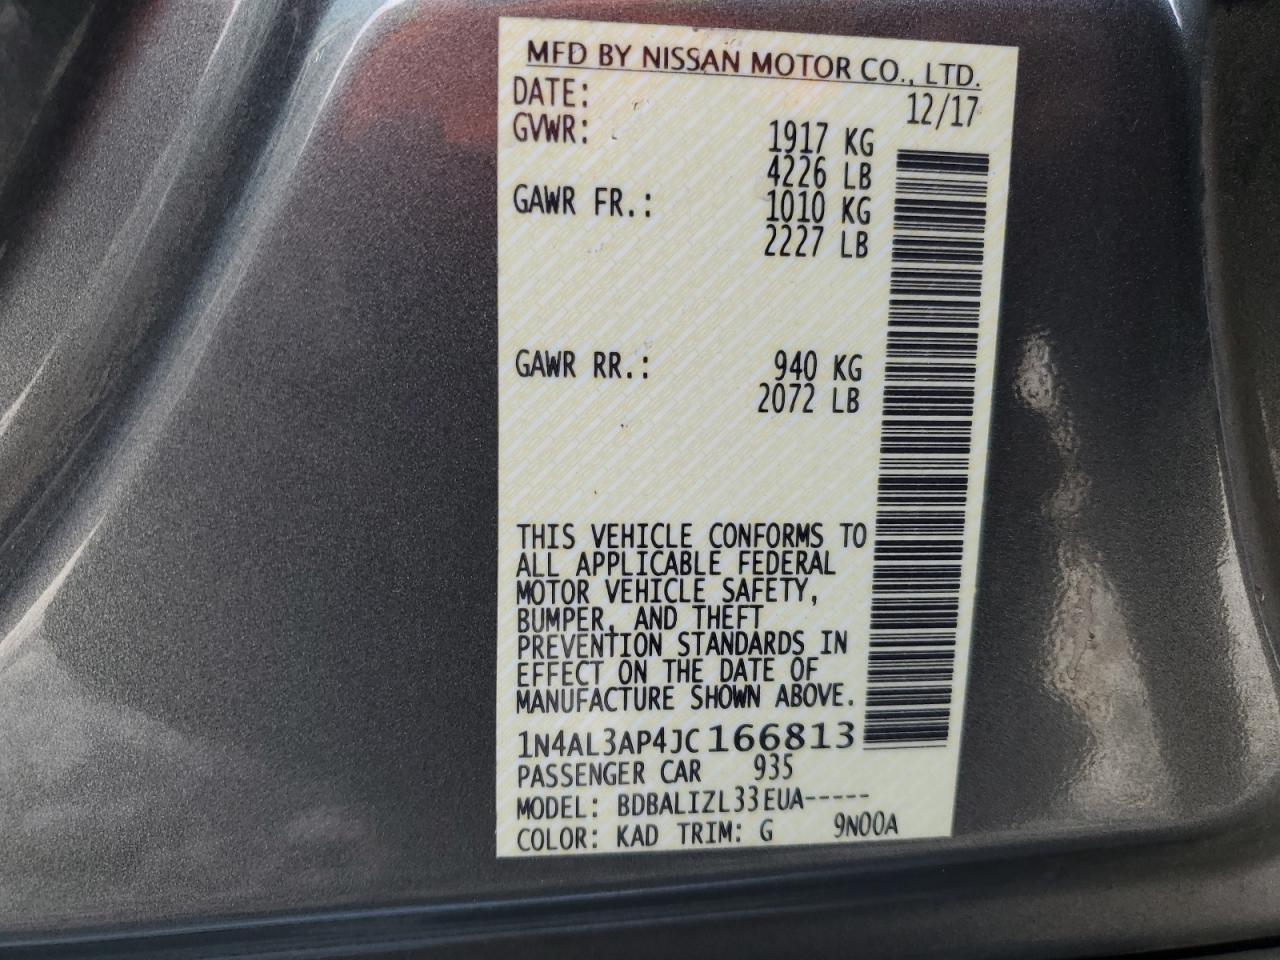 MFD BY NISSAN MOTOR CO., LTD.
DATE: 12/17
GVWR: 1917 KG
4226 LB
GAWR FR.: 1010 KG
2227 LB
GAWR RR.: 940 KG
2072 LB
THIS VEHICLE CONFORMS TO
ALL APPLICABLE FEDERAL
MOTOR VEHICLE SAFETY,
BUMPER, AND THEFT
PREVENTION STANDARDS IN
EFFECT ON THE DATE OF
MANUFACTURE SHOWN ABOVE.
1N4AL3AP4JC166813
PASSENGER CAR 935
MODEL: BDBALIZL33EUA-----
COLOR: KAD TRIM: G 9N00A